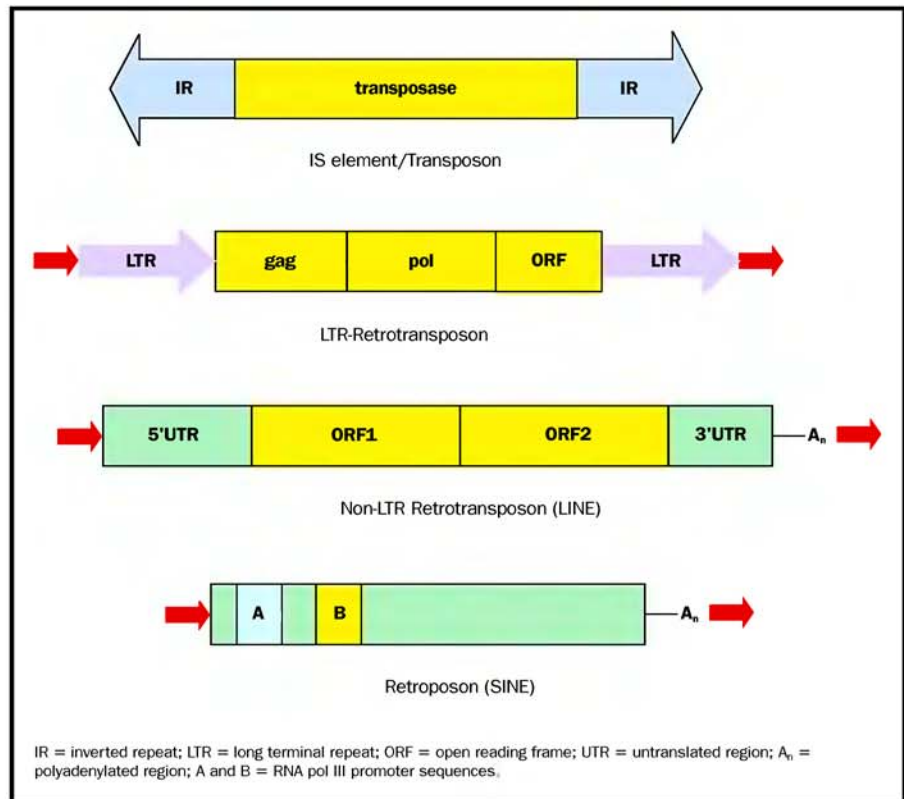 IR transposase IR
IS element/Transposon
LTR gag pol ORF LTR
LTR-Retrotransposon
5'UTR ORF1 ORF2 3'UTR An
Non-LTR Retrotransposon (LINE)
A B An
Retroposon (SINE)
IR = inverted repeat; LTR = long terminal repeat; ORF = open reading frame; UTR = untranslated region; An =
polyadenylated region; A and B = RNA pol III promoter sequences.